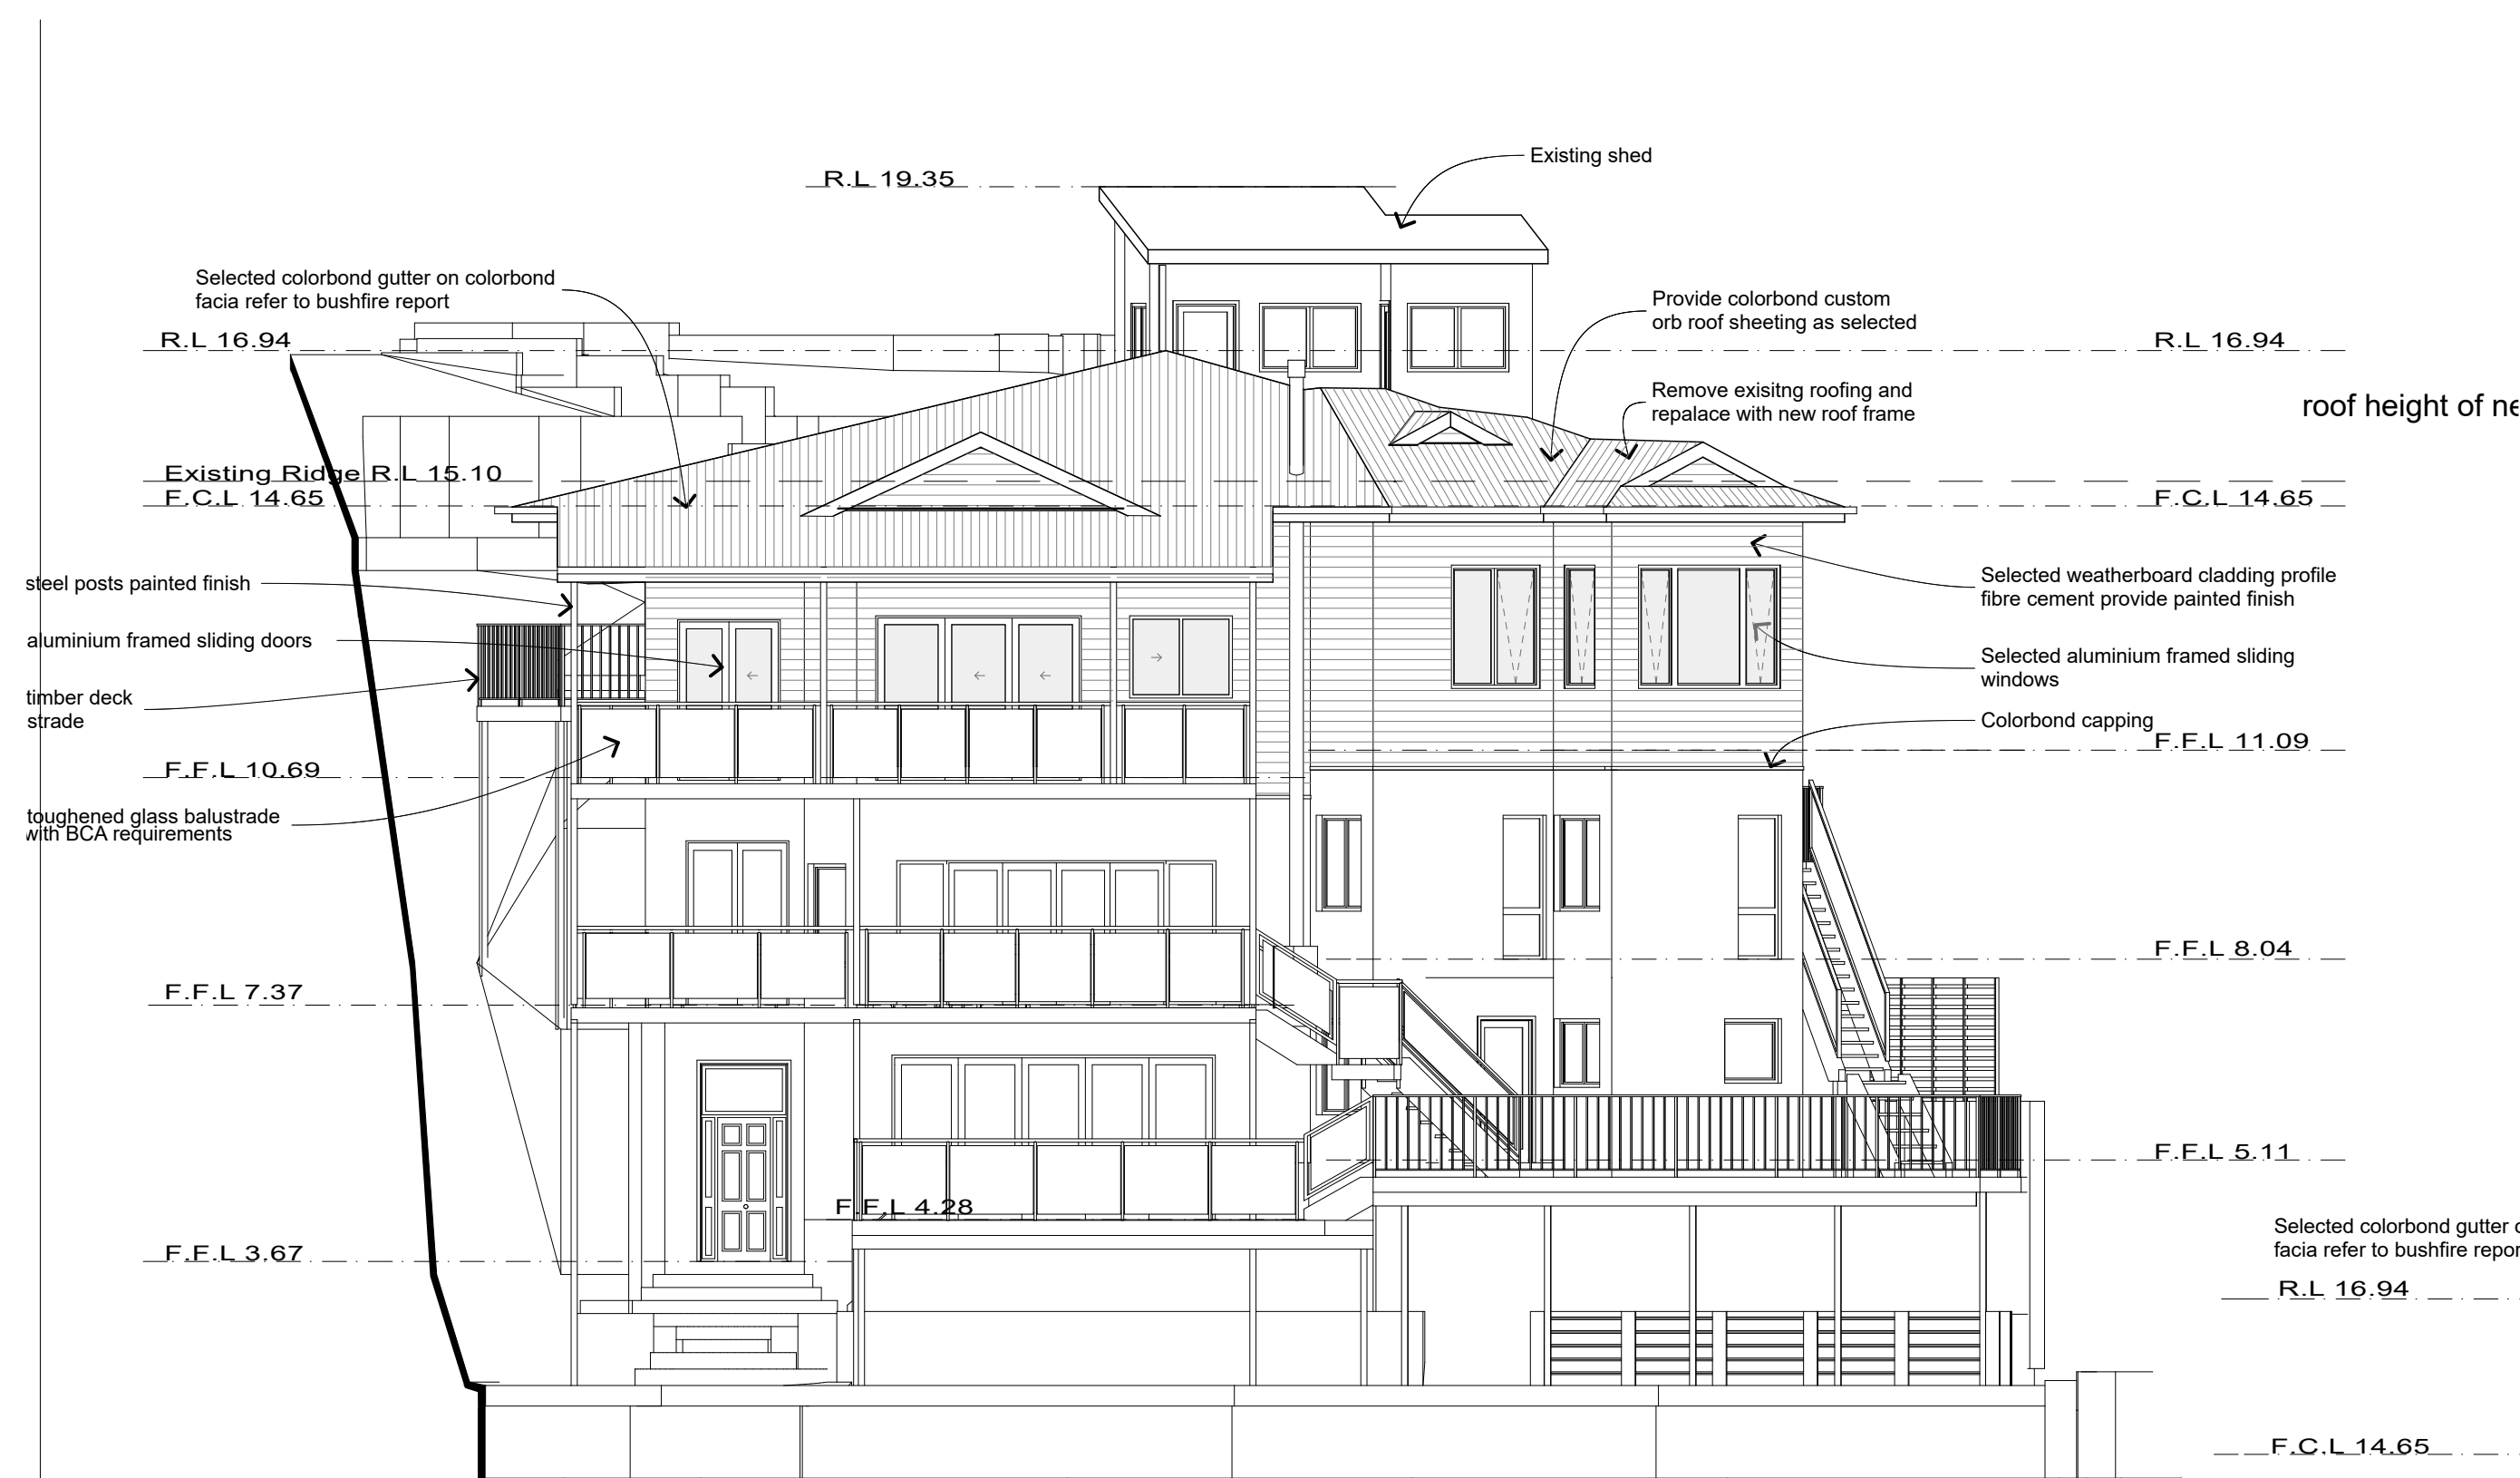 Existing shed
R.L 19.35
Selected colorbond gutter on colorbond
facia refer to bushfire report
Provide colorbond custom
orb roof sheeting as selected
R.L 16.94
R.L 16.94
Remove exisitng roofing and
repalace with new roof frame
roof height of ne
Existing Ridge R.L 15.10
F.C.L 14.65
F.C.L 14.65
steel posts painted finish
Selected weatherboard cladding profile
fibre cement provide painted finish
aluminium framed sliding doors
Selected aluminium framed sliding
windows
timber deck
strade
Colorbond capping
F.F.L 11.09
F.F.L 10.69
toughened glass balustrade
with BCA requirements
F.F.L 8.04
F.F.L 7.37
F.F.L 5.11
F.F.L 4.28
F.F.L 3.67
Selected colorbond gutter
facia refer to bushfire repor
R.L 16.94
F.C.L 14.65